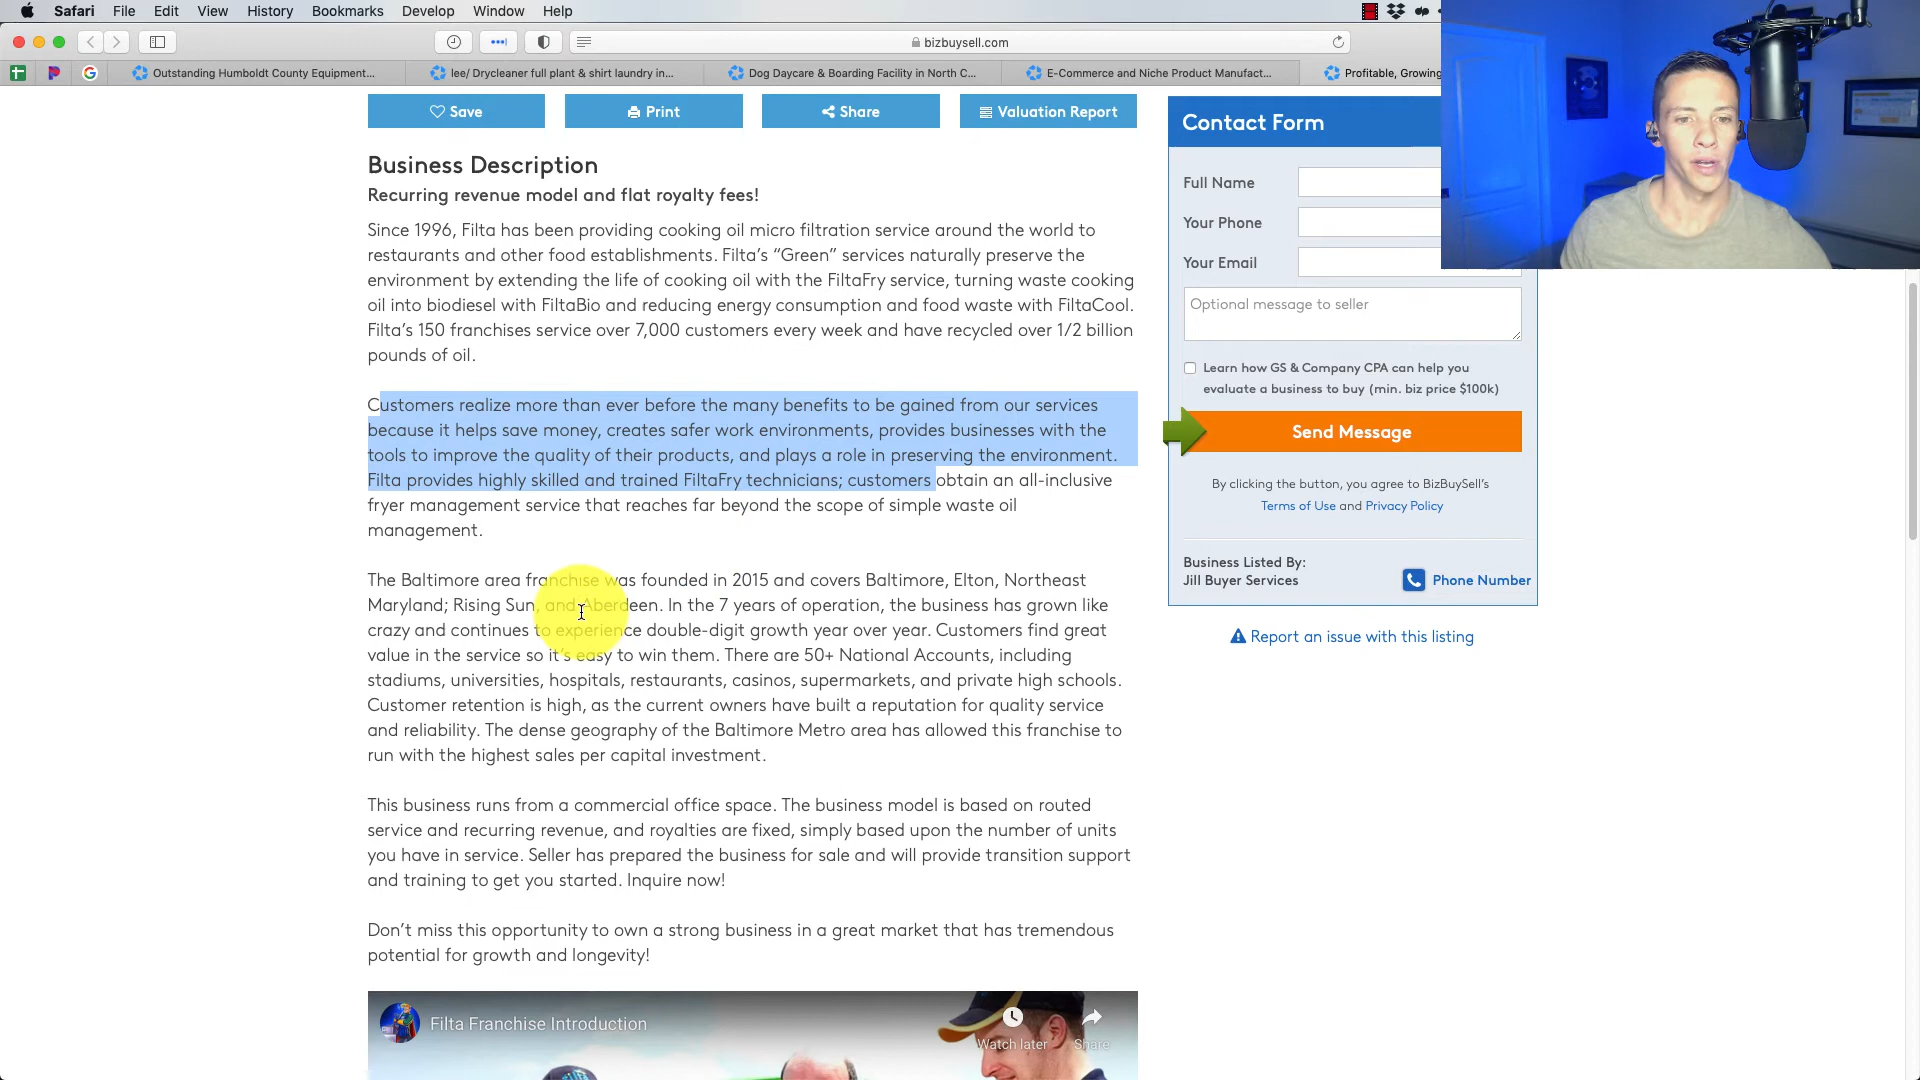 Safari File Edit View History Bookmarks Develop Window Help
bizbuysell.com
Outstanding Humboldt County Equipment...
lee/ Drycleaner full plant & shirt laundry in...
Dog Daycare & Boarding Facility in North C...
E-Commerce and Niche Product Manufact...
Profitable, Growing
Save
Print
Share
Valuation Report
Business Description
Recurring revenue model and flat royalty fees!
Since 1996, Filta has been providing cooking oil micro filtration service around the world to
restaurants and other food establishments. Filta’s “Green” services naturally preserve the
environment by extending the life of cooking oil with the FiltaFry service, turning waste cooking
oil into biodiesel with FiltaBio and reducing energy consumption and food waste with FiltaCool.
Filta’s 150 franchises service over 7,000 customers every week and have recycled over 1/2 billion
pounds of oil.
Customers realize more than ever before the many benefits to be gained from our services
because it helps save money, creates safer work environments, provides businesses with the
tools to improve the quality of their products, and plays a role in preserving the environment.
Filta provides highly skilled and trained FiltaFry technicians; customers obtain an all-inclusive
fryer management service that reaches far beyond the scope of simple waste oil
management.
The Baltimore area franchise was founded in 2015 and covers Baltimore, Elton, Northeast
Maryland; Rising Sun, and Aberdeen. In the 7 years of operation, the business has grown like
crazy and continues to experience double-digit growth year over year. Customers find great
value in the service so it’s easy to win them. There are 50+ National Accounts, including
stadiums, universities, hospitals, restaurants, casinos, supermarkets, and private high schools.
Customer retention is high, as the current owners have built a reputation for quality service
and reliability. The dense geography of the Baltimore Metro area has allowed this franchise to
run with the highest sales per capital investment.
This business runs from a commercial office space. The business model is based on routed
service and recurring revenue, and royalties are fixed, simply based upon the number of units
you have in service. Seller has prepared the business for sale and will provide transition support
and training to get you started. Inquire now!
Don’t miss this opportunity to own a strong business in a great market that has tremendous
potential for growth and longevity!
Filta Franchise Introduction
Watch later
Share
Contact Form
Full Name
Your Phone
Your Email
Optional message to seller
Learn how GS & Company CPA can help you
evaluate a business to buy (min. biz price $100k)
Send Message
By clicking the button, you agree to BizBuySell’s
Terms of Use and Privacy Policy
Business Listed By:
Jill Buyer Services
Phone Number
Report an issue with this listing